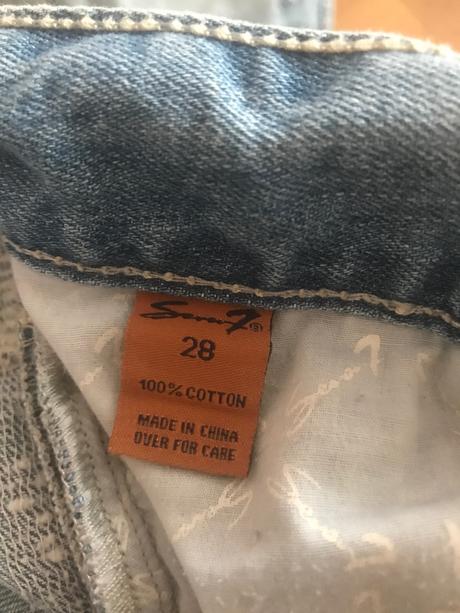 Seven7®
28
100% COTTON
MADE IN CHINA
OVER FOR CARE